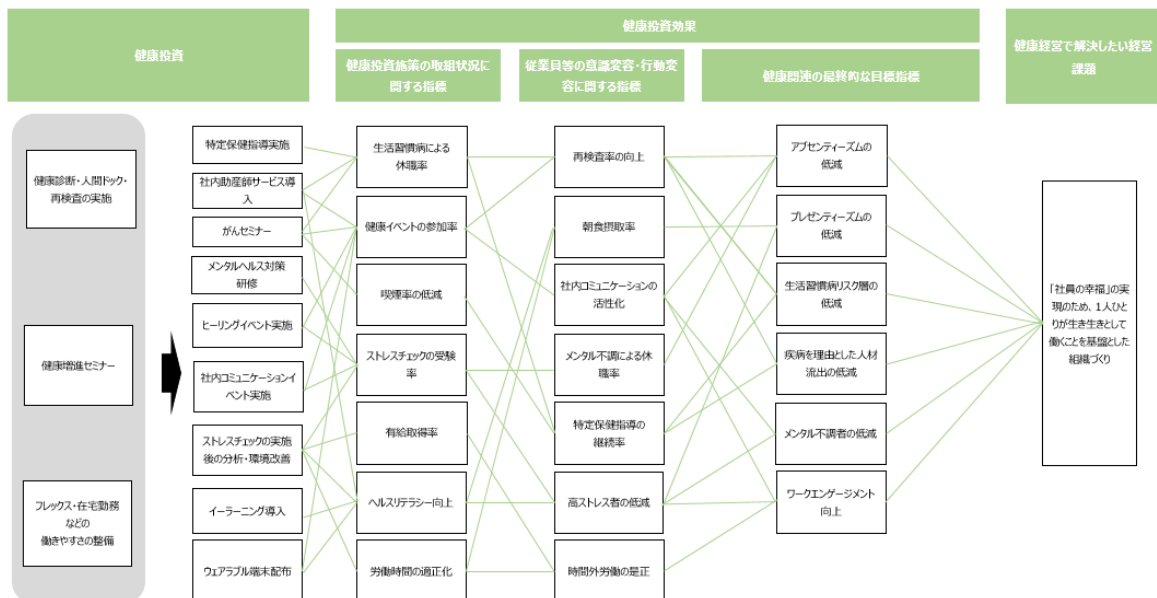 健康投資
健康投資効果
健康投資施策の取組状況に
関する指標
従業員等の意識変容・行動変
容に関する指標
健康関連の最終的な目標指標
健康経営で解決したい経営
課題
健康診断・人間ドック・
再検査の実施
健康増進セミナー
フレックス・在宅勤務
などの
働きやすさの整備
特定保健指導実施
社内助産師サービス導
入
がんセミナー
メンタルヘルス対策
研修
ヒーリングイベント実施
社内コミュニケーションイ
ベント実施
ストレスチェックの実施
後の分析・環境改善
イーラーニング導入
ウェアラブル端末配布
生活習慣病による
休職率
健康イベントの参加率
喫煙率の低減
ストレスチェックの受験
率
有給取得率
ヘルスリテラシー向上
労働時間の適正化
再検査率の向上
朝食摂取率
社内コミュニケーションの
活性化
メンタル不調による休
職率
特定保健指導の
継続率
高ストレス者の低減
時間外労働の是正
アブセンティーズムの
低減
プレゼンティーズムの
低減
生活習慣病リスク層の
低減
疾病を理由とした人材
流出の低減
メンタル不調者の低減
ワークエンゲージメント
向上
「社員の幸福」の実
現のため、1人ひと
りが生き生きとして
働くことを基盤とした
組織づくり